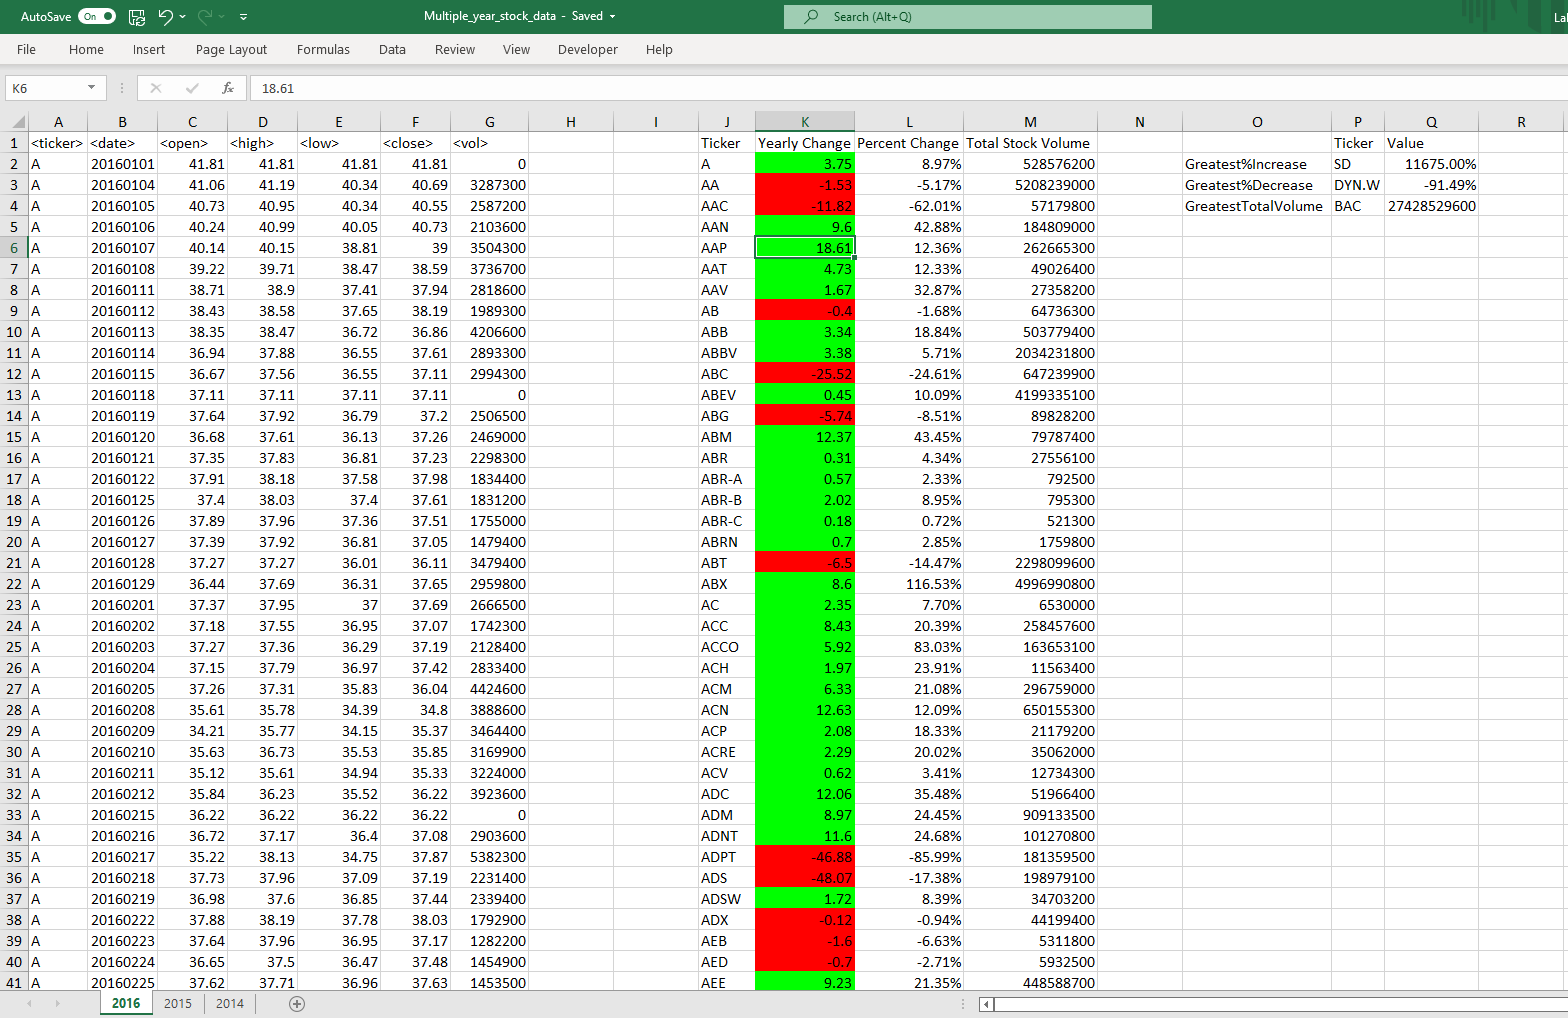 AutoSave On Multiple_year_stock_data - Saved Search (Alt+Q)
File Home Insert Page Layout Formulas Data Review View Developer Help
K6 fx 18.61
A B C D E F G H I J K L M N O P Q R
1 <ticker> <date> <open> <high> <low> <close> <vol> Ticker Yearly Change Percent Change Total Stock Volume Ticker Value
2 A 20160101 41.81 41.81 41.81 41.81 0 A 3.75 8.97% 528576200 Greatest%Increase SD 11675.00%
3 A 20160104 41.06 41.19 40.34 40.69 3287300 AA -1.53 -5.17% 5208239000 Greatest%Decrease DYN.W -91.49%
4 A 20160105 40.73 40.95 40.34 40.55 2587200 AAC -11.82 -62.01% 57179800 GreatestTotalVolume BAC 27428529600
5 A 20160106 40.24 40.99 40.05 40.73 2103600 AAN 9.6 42.88% 184809000
6 A 20160107 40.14 40.15 38.81 39 3504300 AAP 18.61 12.36% 262665300
7 A 20160108 39.22 39.71 38.47 38.59 3736700 AAT 4.73 12.33% 49026400
8 A 20160111 38.71 38.9 37.41 37.94 2818600 AAV 1.67 32.87% 27358200
9 A 20160112 38.43 38.58 37.65 38.19 1989300 AB -0.4 -1.68% 64736300
10 A 20160113 38.35 38.47 36.72 36.86 4206600 ABB 3.34 18.84% 503779400
11 A 20160114 36.94 37.88 36.55 37.61 2893300 ABBV 3.38 5.71% 2034231800
12 A 20160115 36.67 37.56 36.55 37.11 2994300 ABC -25.52 -24.61% 647239900
13 A 20160118 37.11 37.11 37.11 37.11 0 ABEV 0.45 10.09% 4199335100
14 A 20160119 37.64 37.92 36.79 37.2 2506500 ABG -5.74 -8.51% 89828200
15 A 20160120 36.68 37.61 36.13 37.26 2469000 ABM 12.37 43.45% 79787400
16 A 20160121 37.35 37.83 36.81 37.23 2298300 ABR 0.31 4.34% 27556100
17 A 20160122 37.91 38.18 37.58 37.98 1834400 ABR-A 0.57 2.33% 792500
18 A 20160125 37.4 38.03 37.4 37.61 1831200 ABR-B 2.02 8.95% 795300
19 A 20160126 37.89 37.96 37.36 37.51 1755000 ABR-C 0.18 0.72% 521300
20 A 20160127 37.39 37.92 36.81 37.05 1479400 ABRN 0.7 2.85% 1759800
21 A 20160128 37.27 37.27 36.01 36.11 3479400 ABT -6.5 -14.47% 2298099600
22 A 20160129 36.44 37.69 36.31 37.65 2959800 ABX 8.6 116.53% 4996990800
23 A 20160201 37.37 37.95 37 37.69 2666500 AC 2.35 7.70% 6530000
24 A 20160202 37.18 37.55 36.95 37.07 1742300 ACC 8.43 20.39% 258457600
25 A 20160203 37.27 37.36 36.29 37.19 2128400 ACCO 5.92 83.03% 163653100
26 A 20160204 37.15 37.79 36.97 37.42 2833400 ACH 1.97 23.91% 11563400
27 A 20160205 37.26 37.31 35.83 36.04 4424600 ACM 6.33 21.08% 296759000
28 A 20160208 35.61 35.78 34.39 34.8 3888600 ACN 12.63 12.09% 650155300
29 A 20160209 34.21 35.77 34.15 35.37 3464400 ACP 2.08 18.33% 21179200
30 A 20160210 35.63 36.73 35.53 35.85 3169900 ACRE 2.29 20.02% 35062000
31 A 20160211 35.12 35.61 34.94 35.33 3224000 ACV 0.62 3.41% 12734300
32 A 20160212 35.84 36.23 35.52 36.22 3923600 ADC 12.06 35.48% 51966400
33 A 20160215 36.22 36.22 36.22 36.22 0 ADM 8.97 24.45% 909133500
34 A 20160216 36.72 37.17 36.4 37.08 2903600 ADNT 11.6 24.68% 101270800
35 A 20160217 35.22 38.13 34.75 37.87 5382300 ADPT -46.88 -85.99% 181359500
36 A 20160218 37.73 37.96 37.09 37.19 2231400 ADS -48.07 -17.38% 198979100
37 A 20160219 36.98 37.6 36.85 37.44 2339400 ADSW 1.72 8.39% 34703200
38 A 20160222 37.88 38.19 37.78 38.03 1792900 ADX -0.12 -0.94% 44199400
39 A 20160223 37.64 37.96 36.95 37.17 1282200 AEB -1.6 -6.63% 5311800
40 A 20160224 36.65 37.5 36.47 37.48 1454900 AED -0.7 -2.71% 5932500
41 A 20160225 37.62 37.71 36.96 37.63 1453500 AEE 9.23 21.35% 448588700
2016 2015 2014